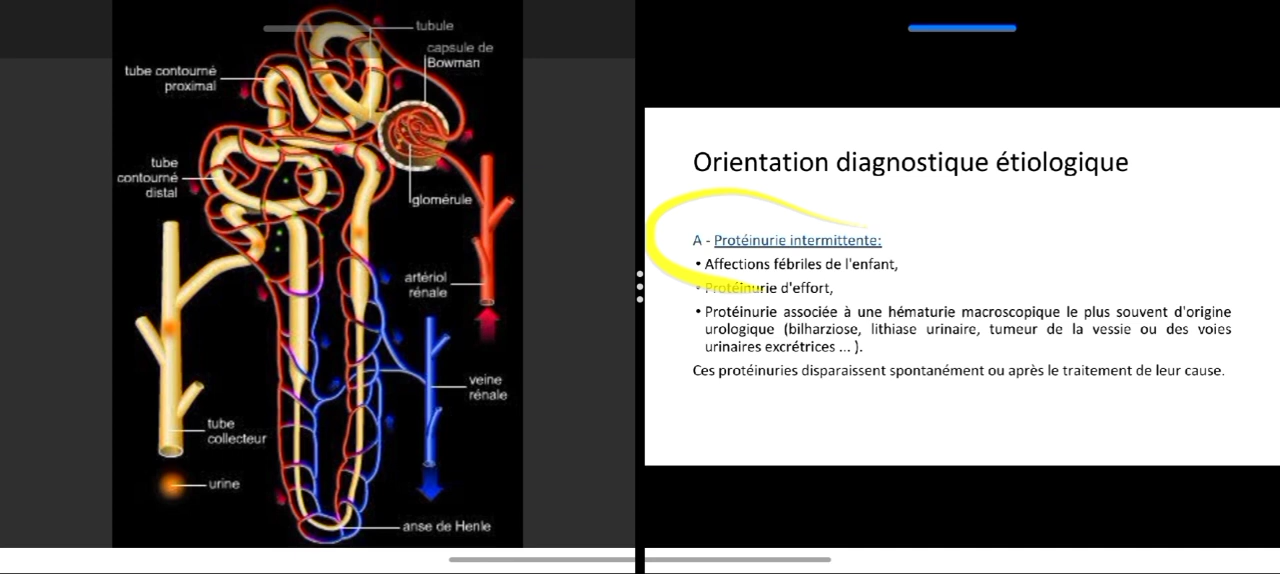 tubule
capsule de
Bowman
tube contourné
proximal
tube
contourné
distal
glomérule
artériol
rénale
veine
rénale
tube
collecteur
urine
anse de Henle
Orientation diagnostique étiologique
A - Protéinurie intermittente:
• Affections fébriles de l'enfant,
• Protéinurie d'effort,
• Protéinurie associée à une hématurie macroscopique le plus souvent d'origine
urologique (bilharziose, lithiase urinaire, tumeur de la vessie ou des voies
urinaires excrétrices ... ).
Ces protéinuries disparaissent spontanément ou après le traitement de leur cause.